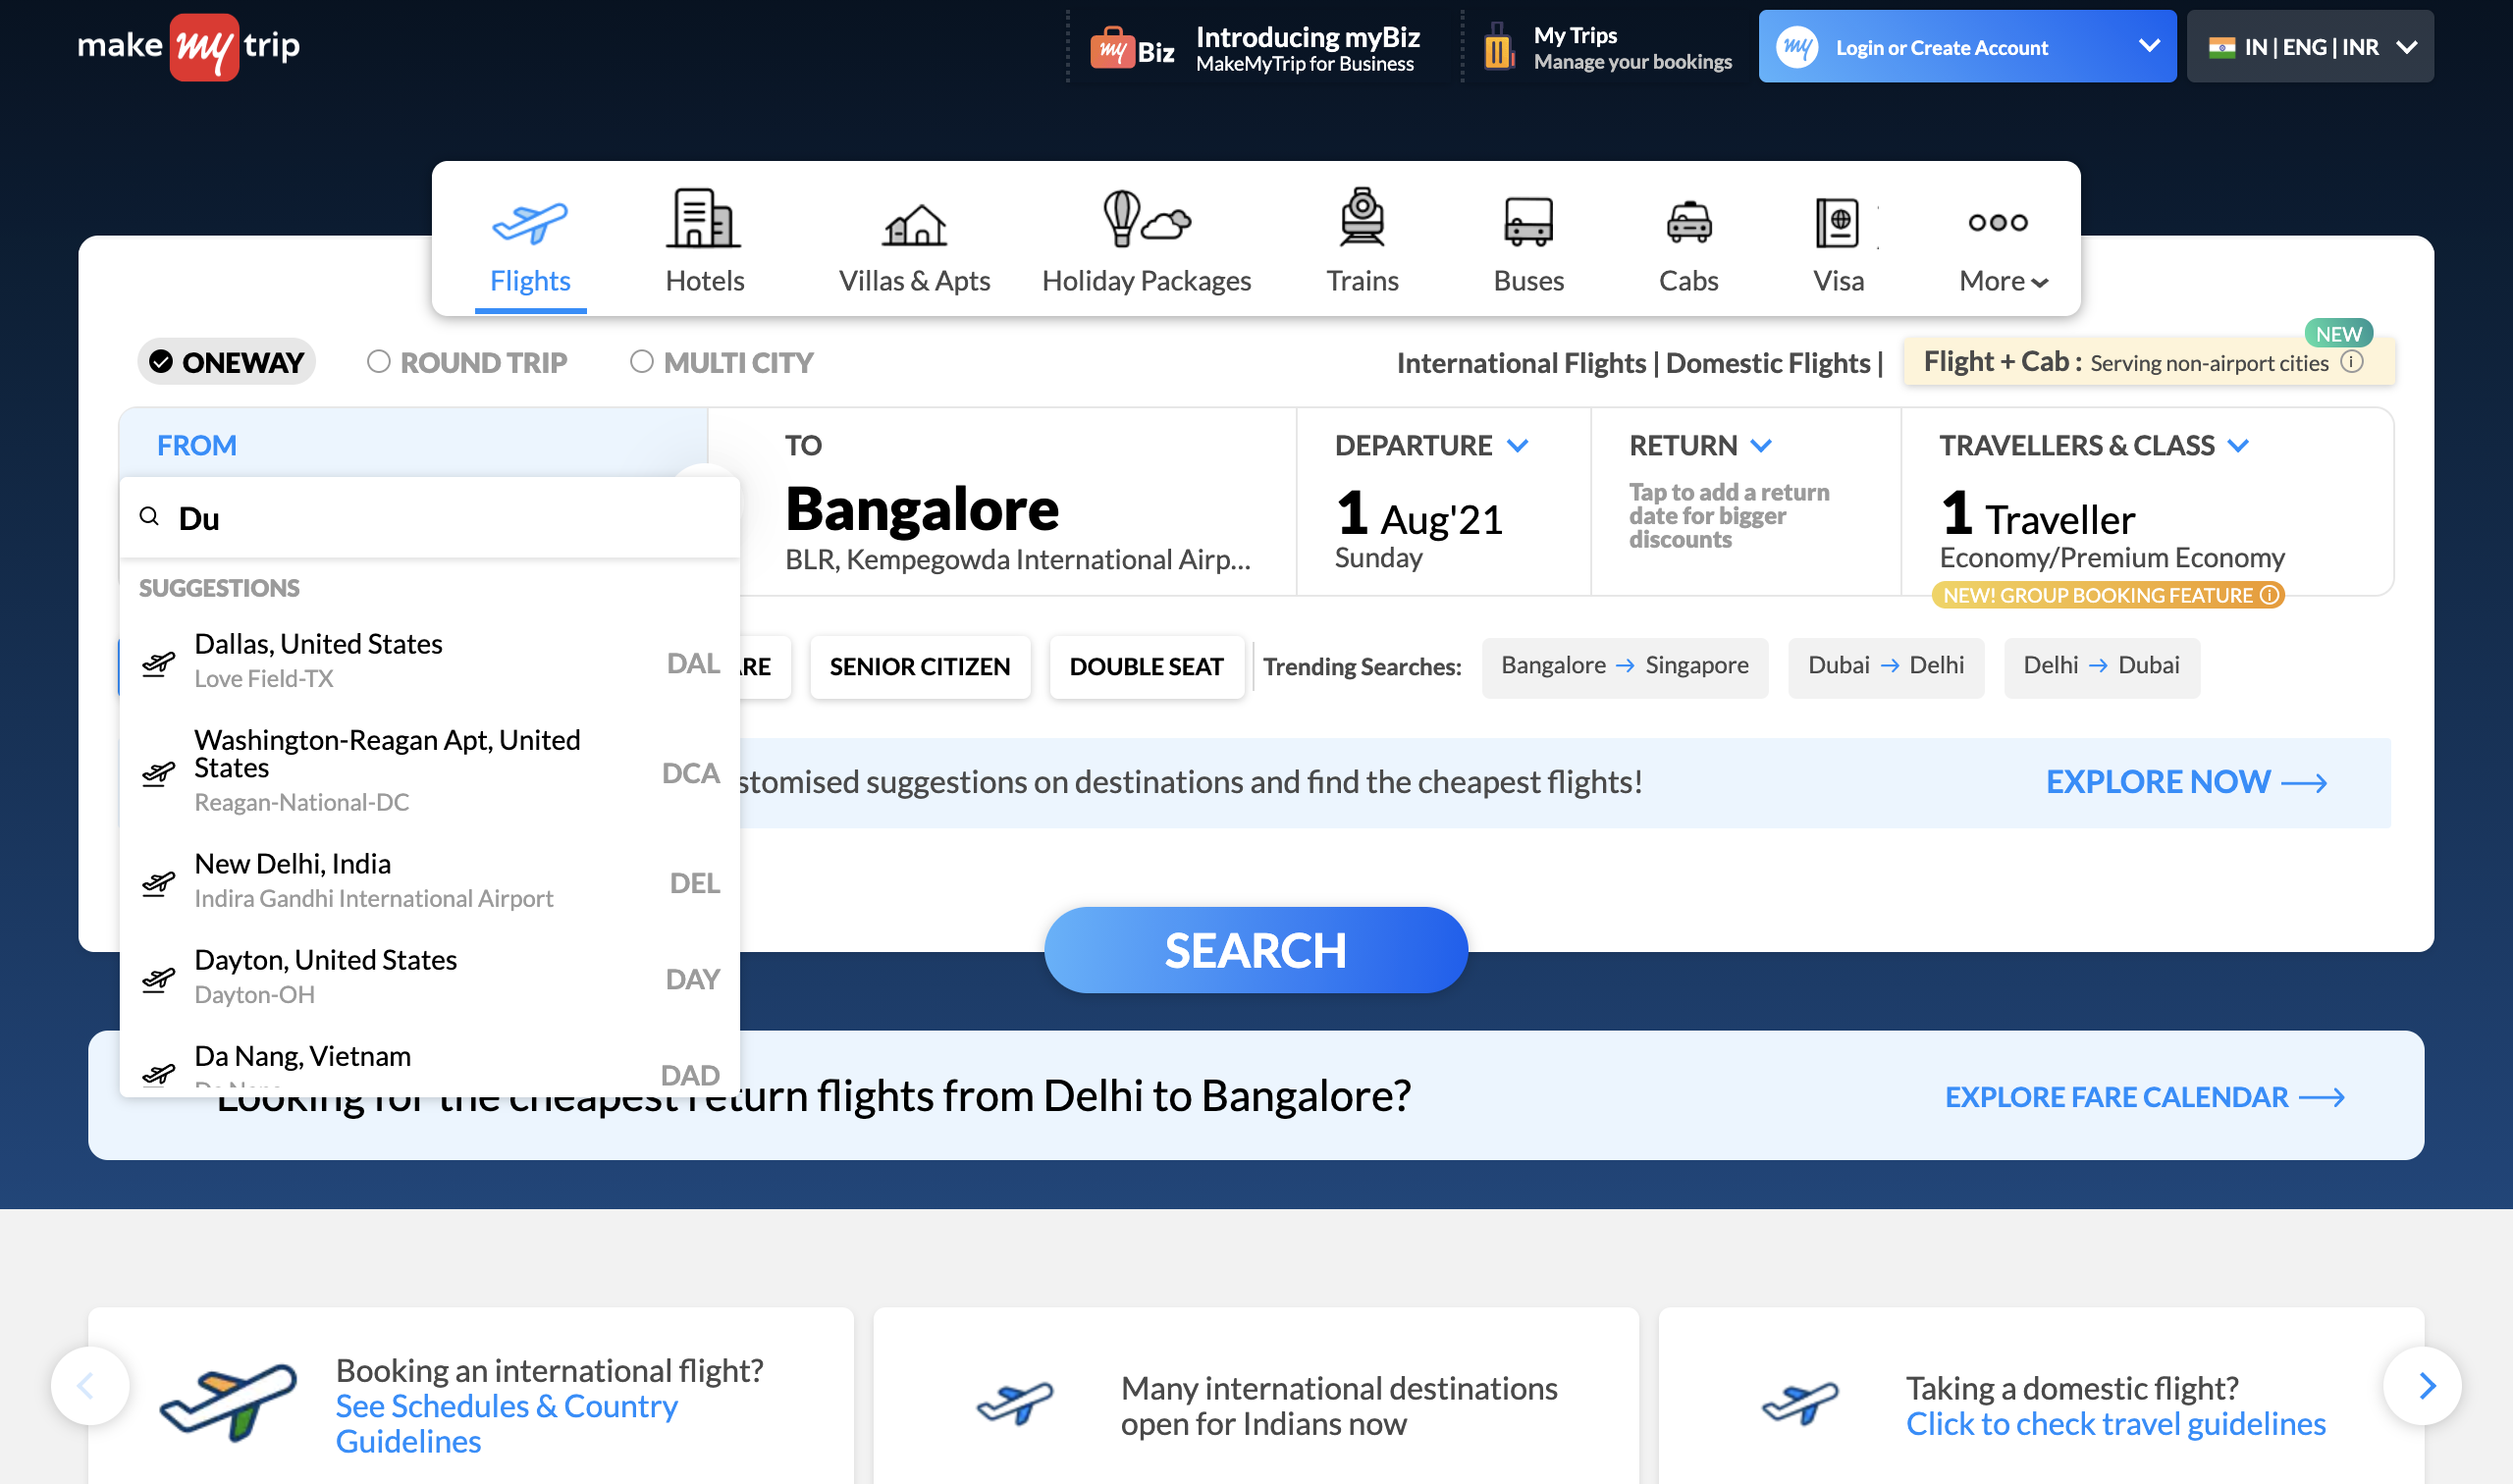 make my trip
my Biz
Introducing myBiz
MakeMyTrip for Business
My Trips
Manage your bookings
my Login or Create Account
IN | ENG | INR
Flights
Hotels
Villas & Apts
Holiday Packages
Trains
Buses
Cabs
Visa
More
ONEWAY
ROUND TRIP
MULTI CITY
International Flights | Domestic Flights |
NEW
Flight + Cab : Serving non-airport cities
FROM
Du
SUGGESTIONS
Dallas, United States
Love Field-TX
DAL
Washington-Reagan Apt, United
States
Reagan-National-DC
DCA
New Delhi, India
Indira Gandhi International Airport
DEL
Dayton, United States
Dayton-OH
DAY
Da Nang, Vietnam
DAD
TO
Bangalore
BLR, Kempegowda International Airp...
DEPARTURE
1 Aug'21
Sunday
RETURN
Tap to add a return
date for bigger
discounts
TRAVELLERS & CLASS
1 Traveller
Economy/Premium Economy
NEW! GROUP BOOKING FEATURE
SENIOR CITIZEN
DOUBLE SEAT
Trending Searches:
Bangalore → Singapore
Dubai → Delhi
Delhi → Dubai
suggestions on destinations and find the cheapest flights!
EXPLORE NOW
SEARCH
Looking for the cheapest return flights from Delhi to Bangalore?
EXPLORE FARE CALENDAR
Booking an international flight?
See Schedules & Country
Guidelines
Many international destinations
open for Indians now
Taking a domestic flight?
Click to check travel guidelines